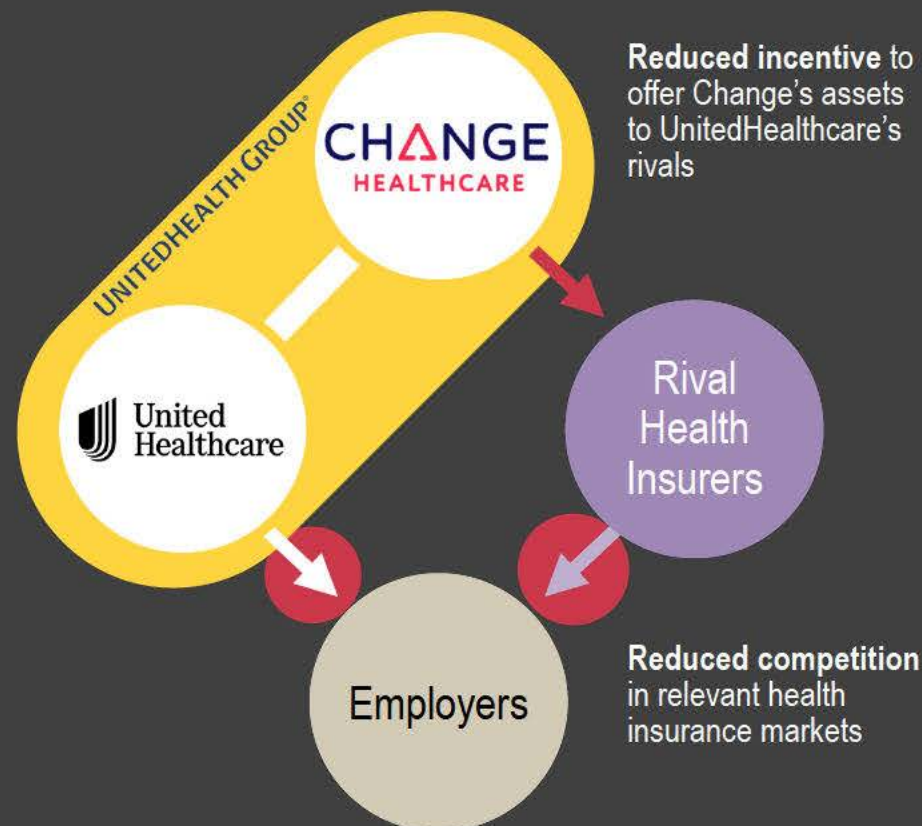 UNITEDHEALTH GROUP®
CHANGE
HEALTHCARE
Reduced incentive to
offer Change's assets
to UnitedHealthcare's
rivals
United
Healthcare
Rival
Health
Insurers
Employers
Reduced competition
in relevant health
insurance markets